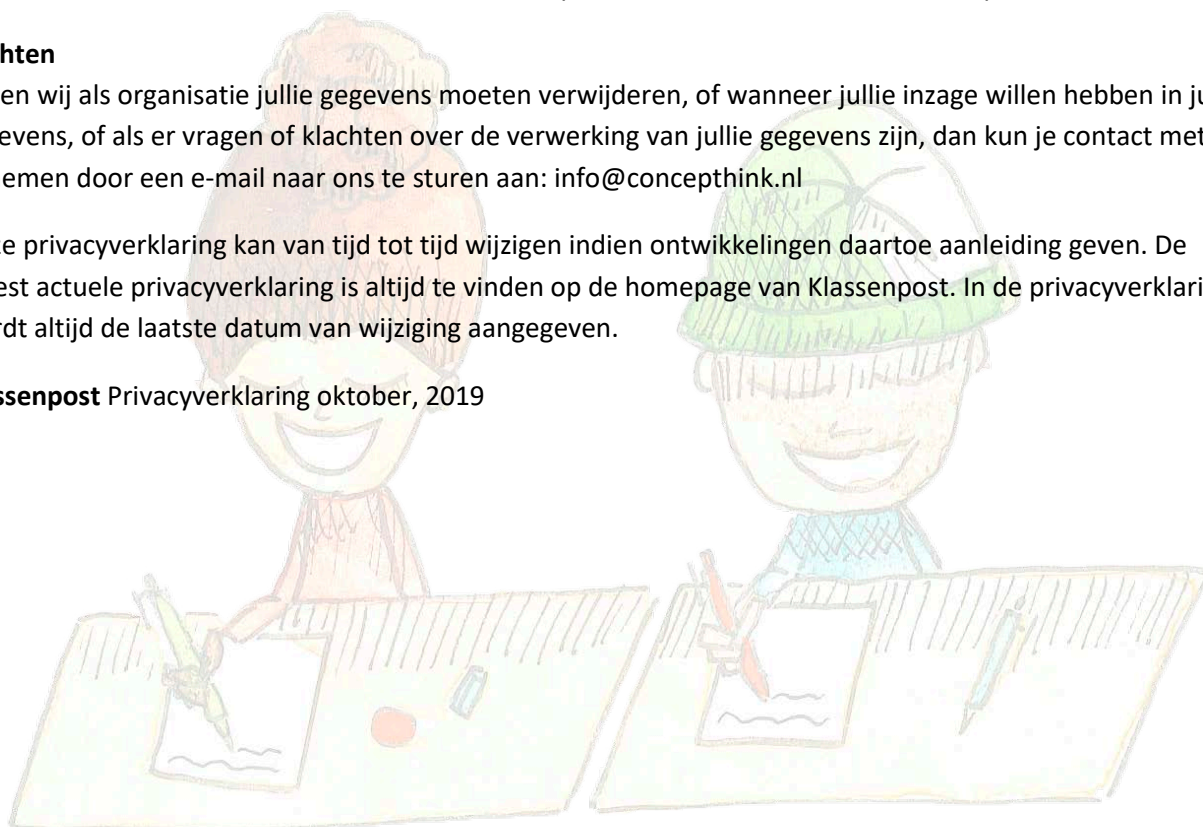 hten
en wij als organisatie jullie gegevens moeten verwijderen, of wanneer jullie inzage willen hebben in ju
evens, of als er vragen of klachten over de verwerking van jullie gegevens zijn, dan kun je contact met
emen door een e-mail naar ons te sturen aan: info@concepthink.nl
e privacyverklaring kan van tijd tot tijd wijzigen indien ontwikkelingen daartoe aanleiding geven. De
est actuele privacyverklaring is altijd te vinden op de homepage van Klassenpost. In de privacyverklari
rdt altijd de laatste datum van wijziging aangegeven.
ssenpost Privacyverklaring oktober, 2019